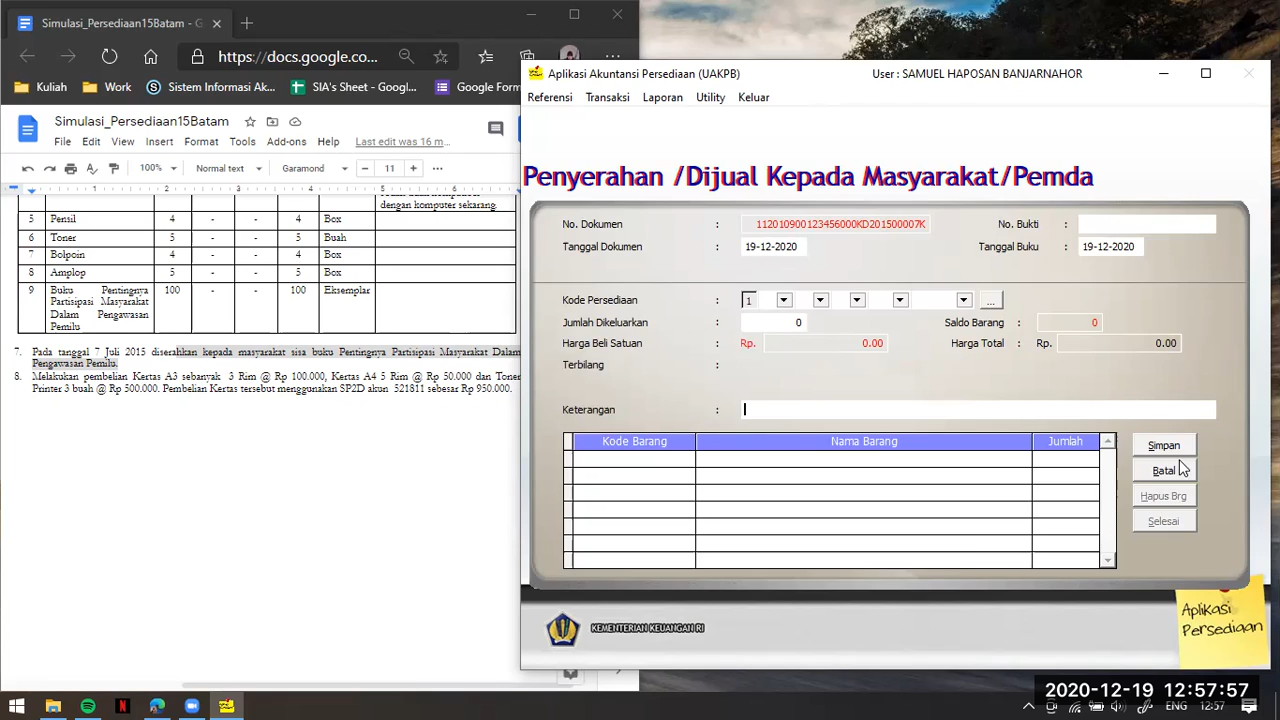 Simulasi_Persediaan15Batam - G
https://docs.google.com...
Kuliah
Work
Sistem Informasi Ak...
SIA's Sheet - Googl...
Google Form
Simulasi_Persediaan15Batam
File Edit View Insert Format Tools Add-ons Help
Last edit was 16 m...
100% Normal text Garamond 11
1 2 3 4 5 6
dengan komputer sekarang.
5 Pensil 4 - - 4 Box
6 Toner 5 - - 5 Buah
7 Bolpoin 4 - - 4 Box
8 Amplop 5 - - 5 Box
9 Buku Pentingnya Partisipasi Masyarakat Dalam Pengawasan Pemilu 100 - - 100 Eksemplar
7. Pada tanggal 7 Juli 2015 diserahkan kepada masyarakat sisa buku Pentingnya Partisipasi Masyarakat Dalam
Pengawasan Pemilu.
8. Melakukan pembelian Kertas A3 sebanyak 3 Rim @ Rp 100.000, Kertas A4 5 Rim @ Rp 50.000 dan Toner
Printer 3 buah @ Rp 500.000. Pembelian Kertas tersebut menggunakan SP2D akun 521811 sebesar Rp 950.000.
Aplikasi Akuntansi Persediaan (UAKPB) User : SAMUEL HAPOSAN BANJARNAHOR
Referensi Transaksi Laporan Utility Keluar
Penyerahan /Dijual Kepada Masyarakat/Pemda
No. Dokumen : 112010900123456000KD201500007K No. Bukti :
Tanggal Dokumen : 19-12-2020 Tanggal Buku : 19-12-2020
Kode Persediaan : 1 ...
Jumlah Dikeluarkan : 0 Saldo Barang : 0
Harga Beli Satuan : Rp. 0.00 Harga Total : Rp. 0.00
Terbilang :
Keterangan :
Kode Barang Nama Barang Jumlah
Simpan
Batal
Hapus Brg
Selesai
KEMENTERIAN KEUANGAN RI
Aplikasi
Persediaan
2020-12-19 12:57:57
ENG 12:57